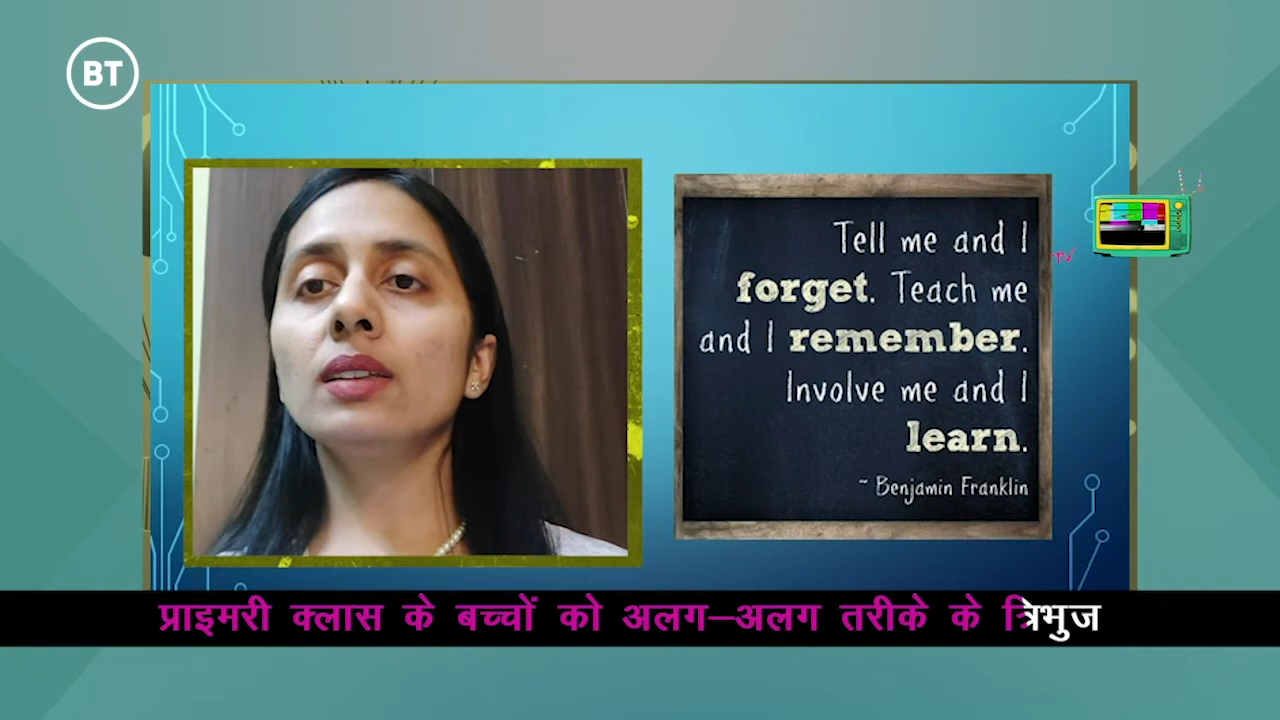 BT
Tell me and I
forget. Teach me
and I remember.
Involve me and I
learn.
~ Benjamin Franklin
TV
प्राइमरी क्लास के बच्चों को अलग–अलग तरीके के त्रिभुज